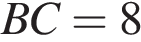 BC = 8